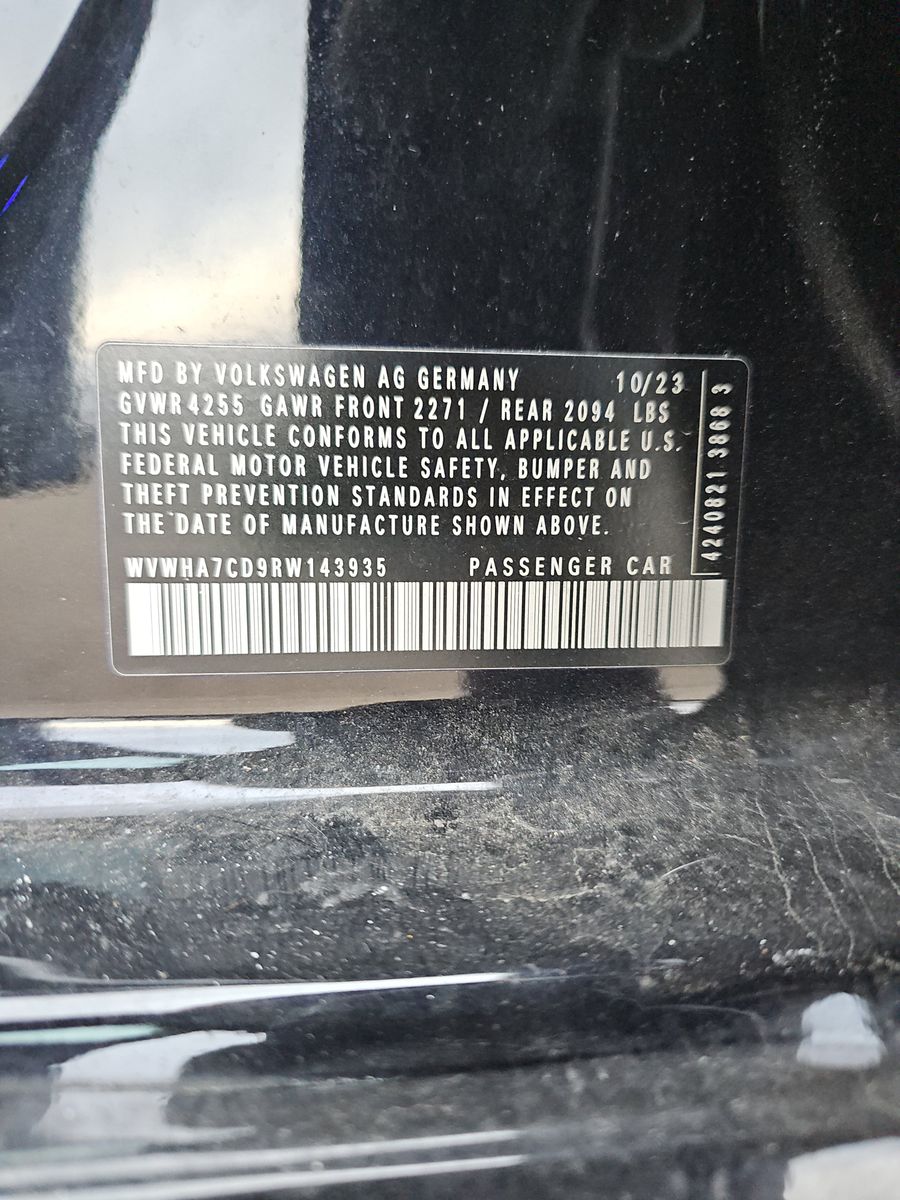 MFD BY VOLKSWAGEN AG GERMANY 10/23
GVWR 4255 GAWR FRONT 2271 / REAR 2094 LBS
THIS VEHICLE CONFORMS TO ALL APPLICABLE U.S.
FEDERAL MOTOR VEHICLE SAFETY, BUMPER AND
THEFT PREVENTION STANDARDS IN EFFECT ON
THE DATE OF MANUFACTURE SHOWN ABOVE.
WVWHA7CD9RW143935 PASSENGER CAR
4240821 3868 3